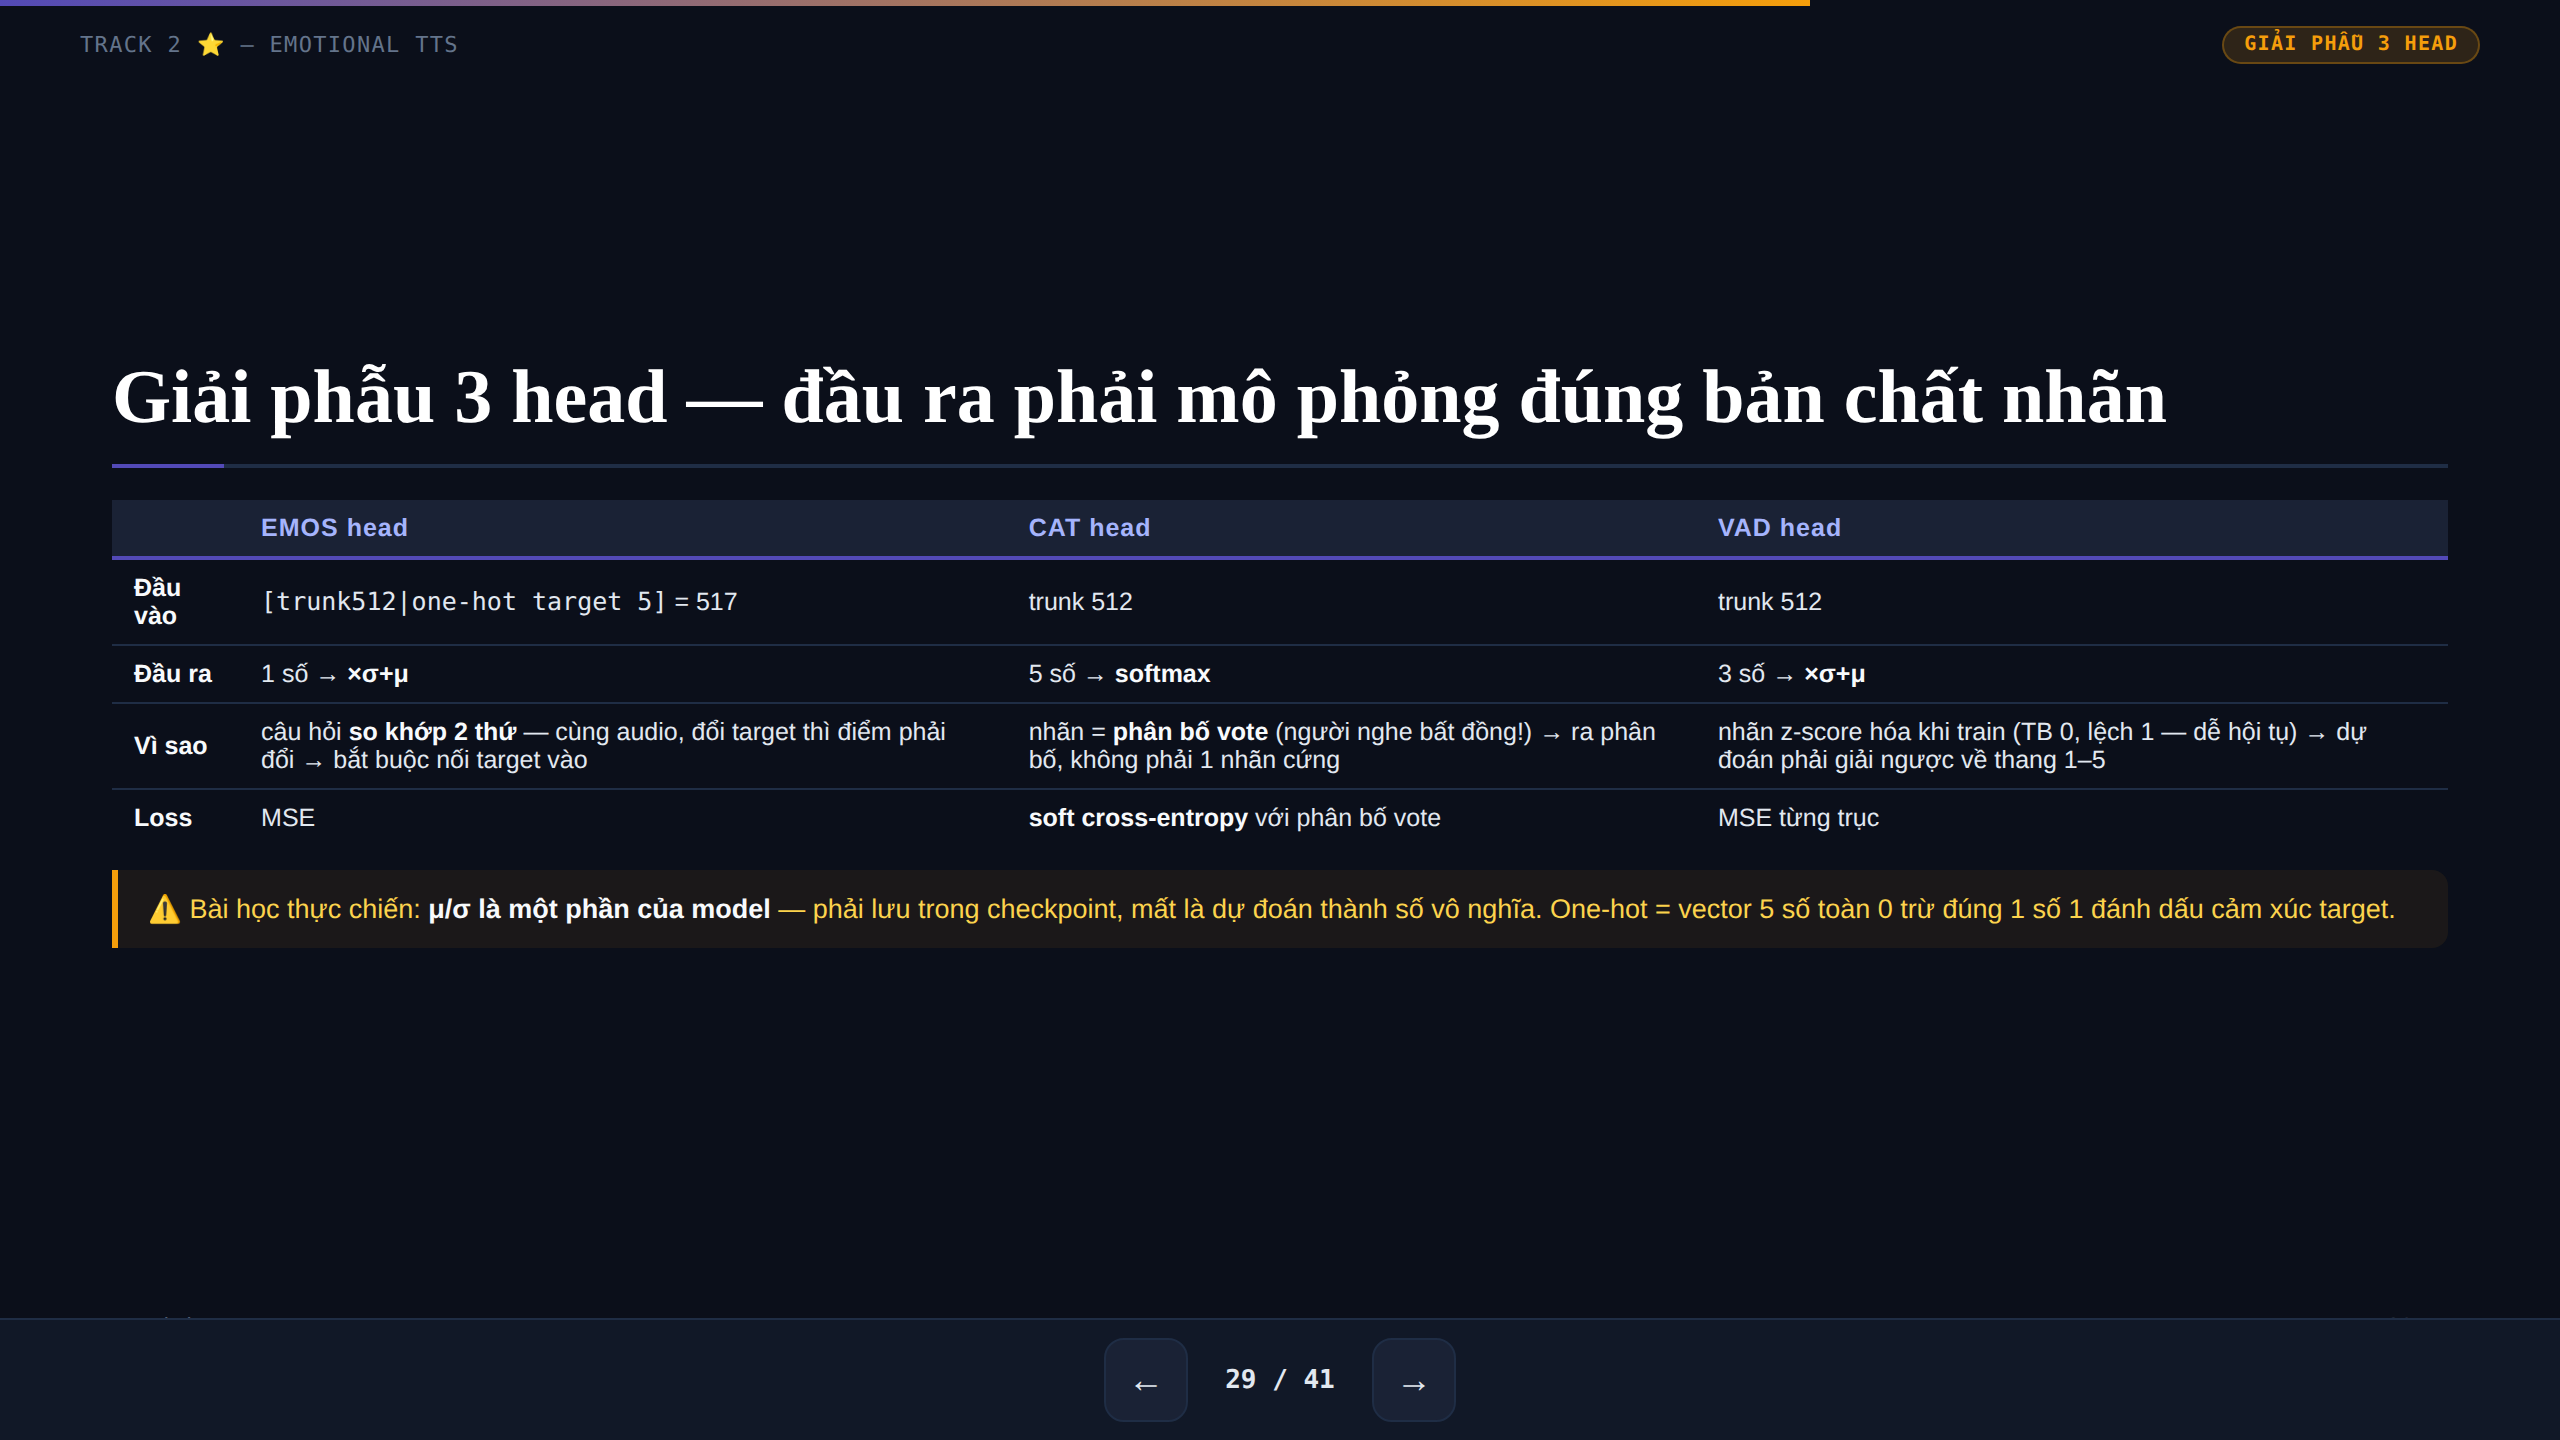 TRACK 2 ⭐ — EMOTIONAL TTS
GIẢI PHẪU 3 HEAD
Giải phẫu 3 head — đầu ra phải mô phỏng đúng bản chất nhãn
EMOS head CAT head VAD head
Đầu vào [trunk512|one-hot target 5] = 517 trunk 512 trunk 512
Đầu ra 1 số → ×σ+μ 5 số → softmax 3 số → ×σ+μ
Vì sao
câu hỏi so khớp 2 thứ — cùng audio, đổi target thì điểm phải
đổi → bắt buộc nối target vào
nhãn = phân bố vote (người nghe bất đồng!) → ra phân
bố, không phải 1 nhãn cứng
nhãn z-score hóa khi train (TB 0, lệch 1 — dễ hội tụ) → dự
đoán phải giải ngược về thang 1–5
Loss MSE soft cross-entropy với phân bố vote MSE từng trục
⚠️ Bài học thực chiến: μ/σ là một phần của model — phải lưu trong checkpoint, mất là dự đoán thành số vô nghĩa. One-hot = vector 5 số toàn 0 trừ đúng 1 số 1 đánh dấu cảm xúc target.
← 29 / 41 →